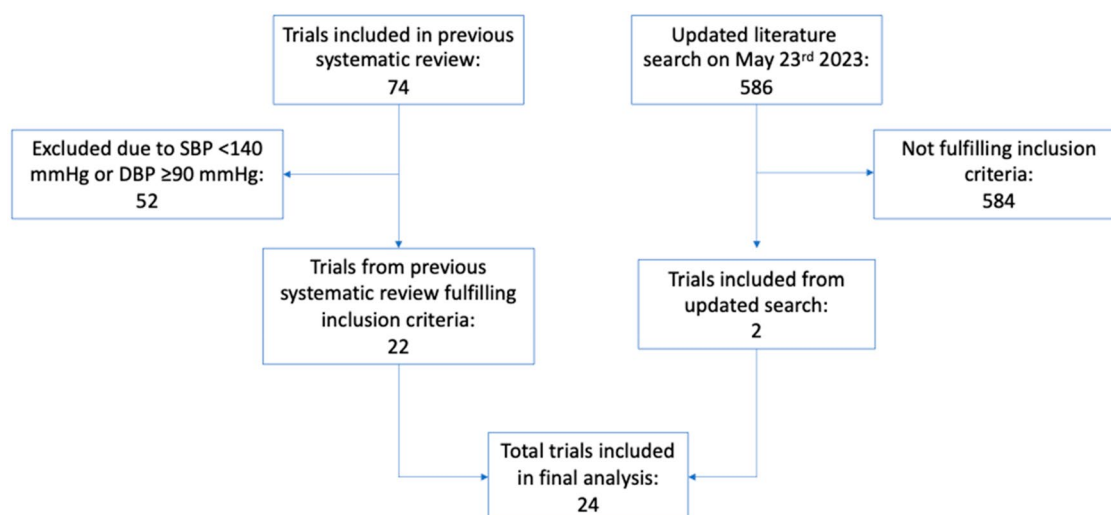 Trials included in previous
systematic review:
74
Updated literature
search on May 23rd 2023:
586
Excluded due to SBP <140
mmHg or DBP ≥90 mmHg:
52
Not fulfilling inclusion
criteria:
584
Trials from previous
systematic review fulfilling
inclusion criteria:
22
Trials included from
updated search:
2
Total trials included
in final analysis:
24